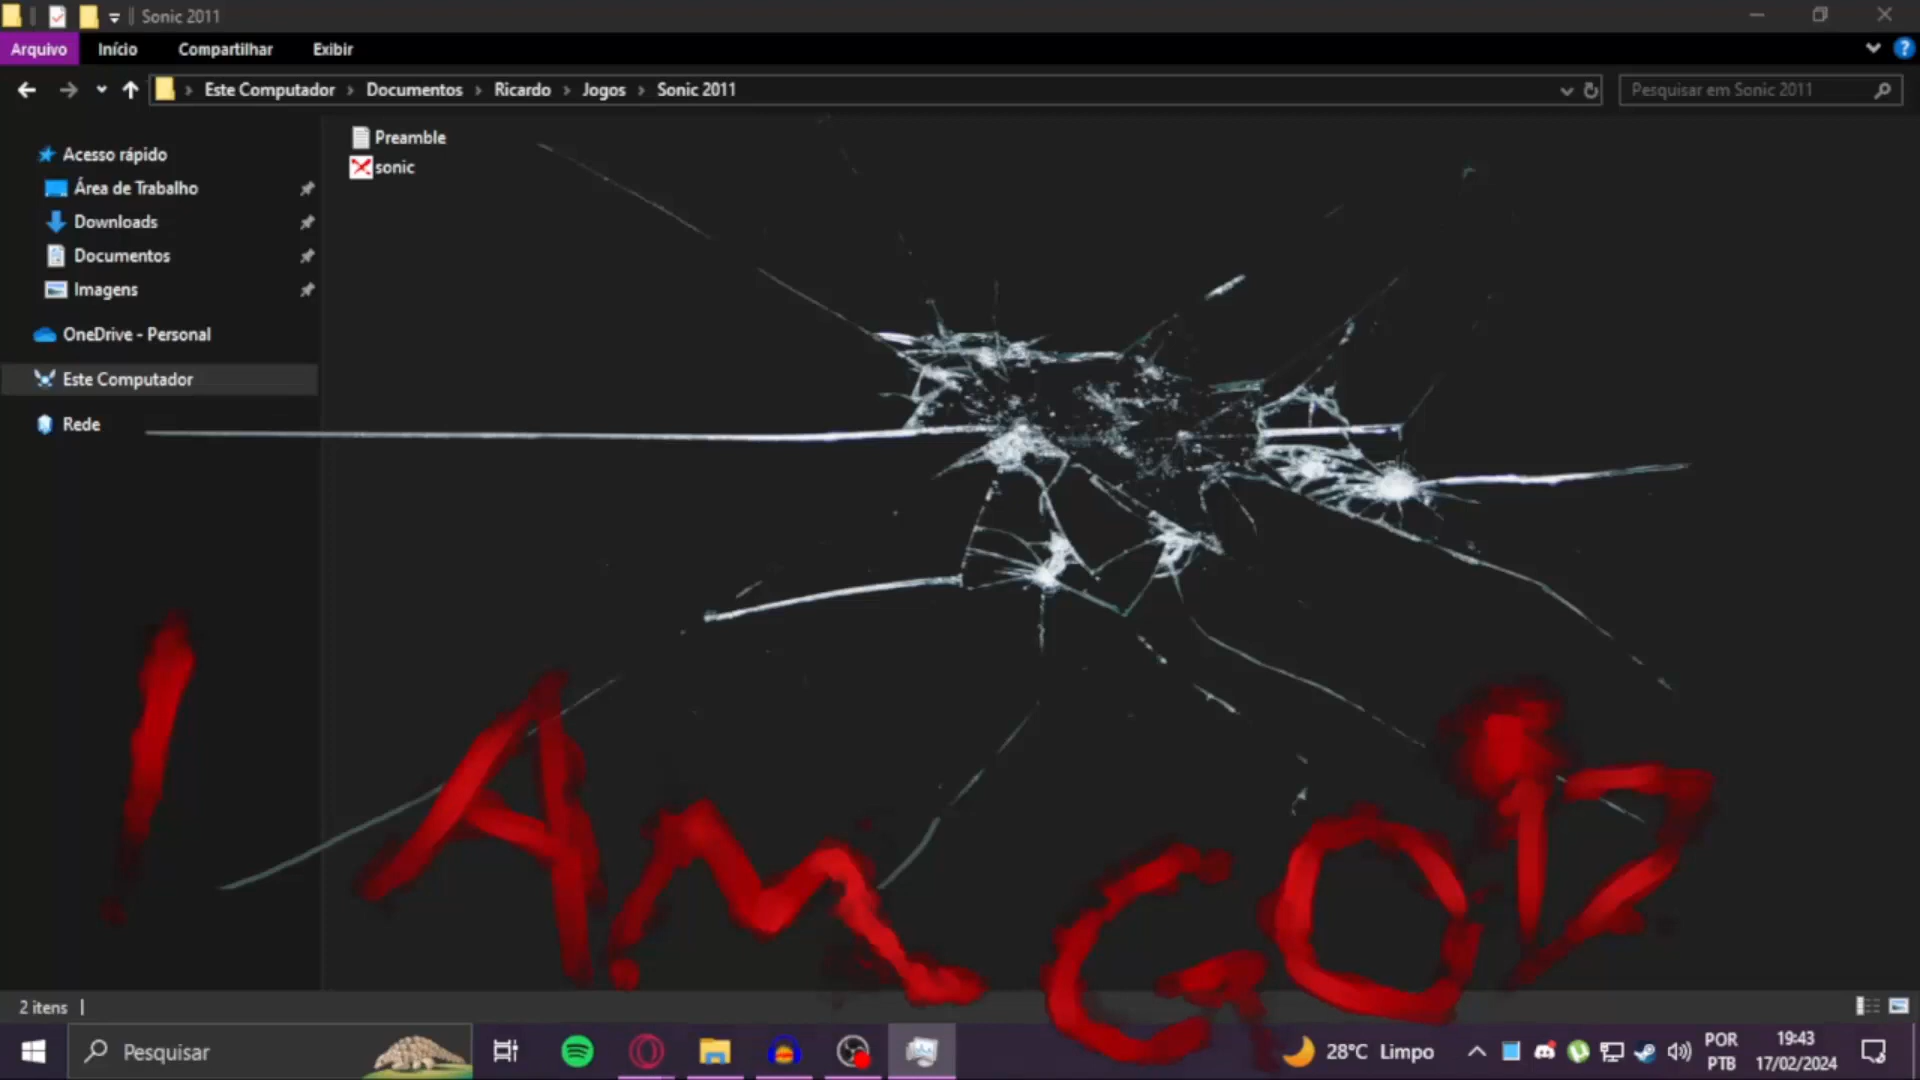 Sonic 2011
Arquivo Início Compartilhar Exibir
Este Computador Documentos Ricardo Jogos Sonic 2011
Pesquisar em Sonic 2011
Preamble
sonic
Acesso rápido
Área de Trabalho
Downloads
Documentos
Imagens
OneDrive - Personal
Este Computador
Rede
I AM GOD
2 itens
Pesquisar
28°C Limpo
POR
PTB
19:43
17/02/2024